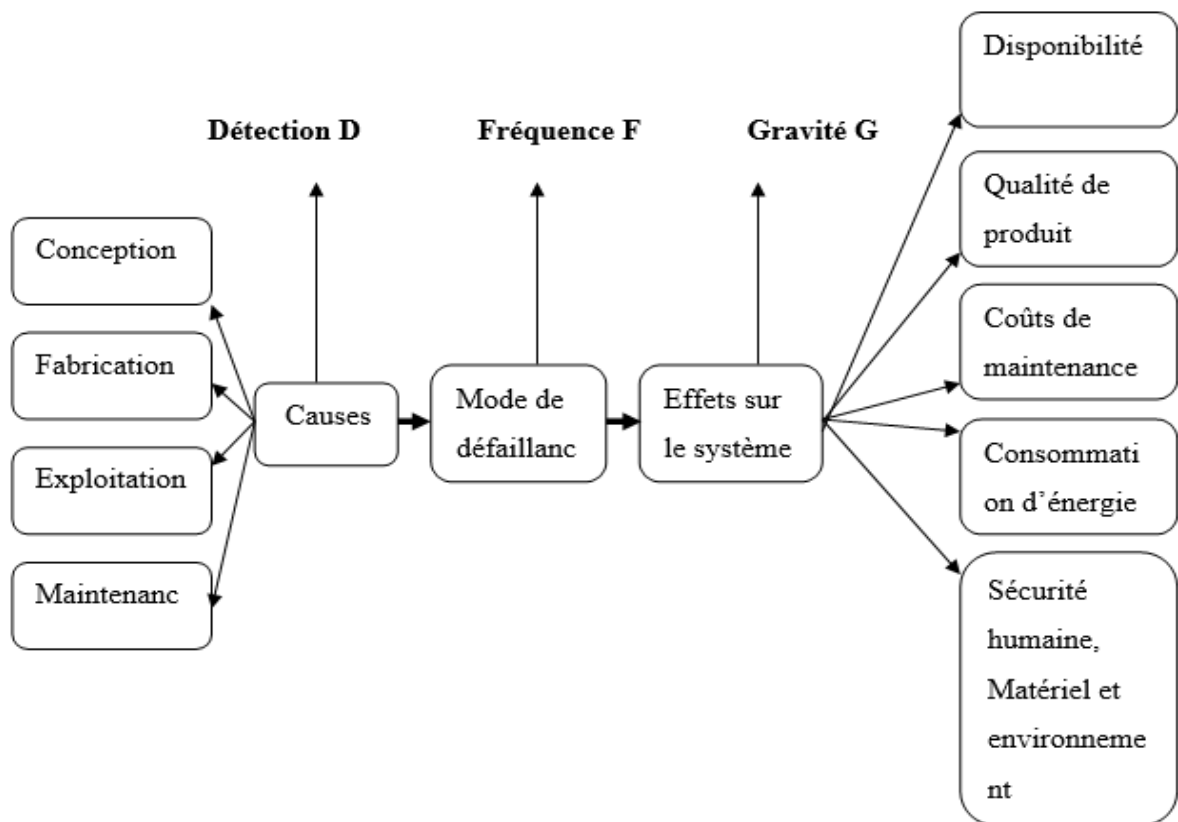 Disponibilité
Détection D
Fréquence F
Gravité G
Qualité de
produit
Conception
Coûts de
maintenance
Fabrication
Causes
Mode de
défaillanc
Effets sur
le système
Consommati
on d’énergie
Exploitation
Maintenanc
Sécurité
humaine,
Matériel et
environneme
nt